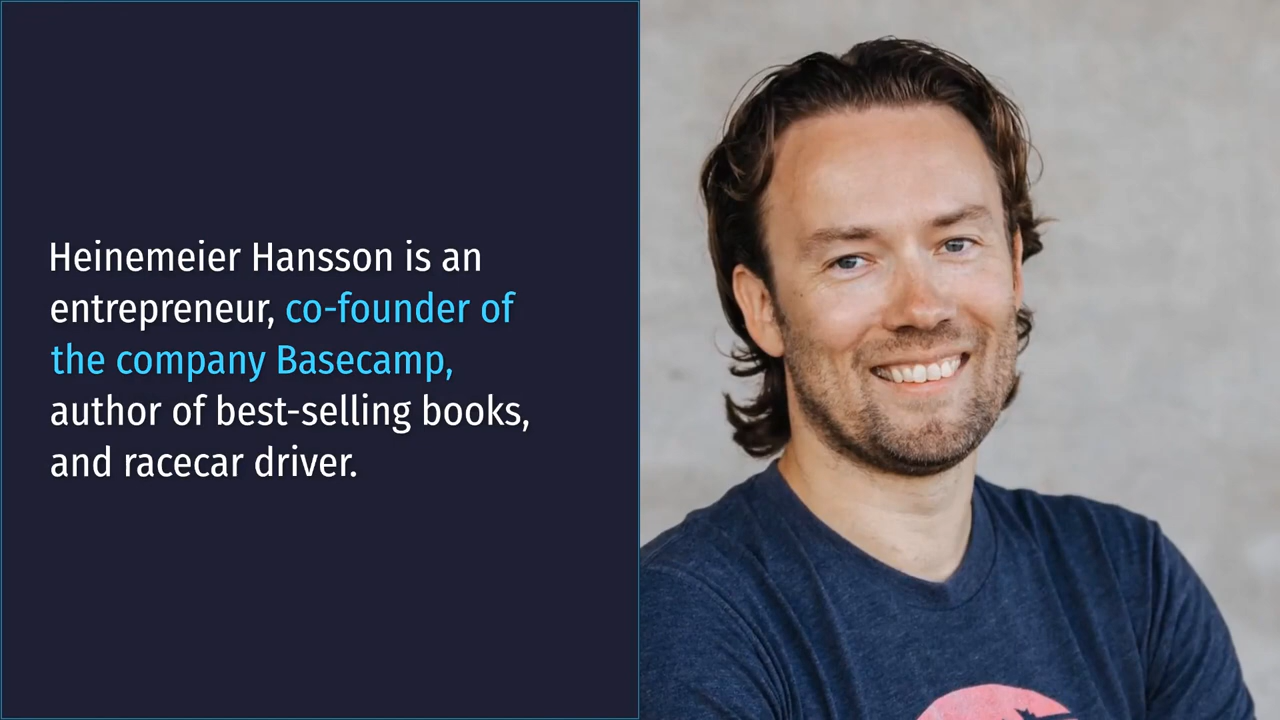 Heinemeier Hansson is an
entrepreneur, co-founder of
the company Basecamp,
author of best-selling books,
and racecar driver.